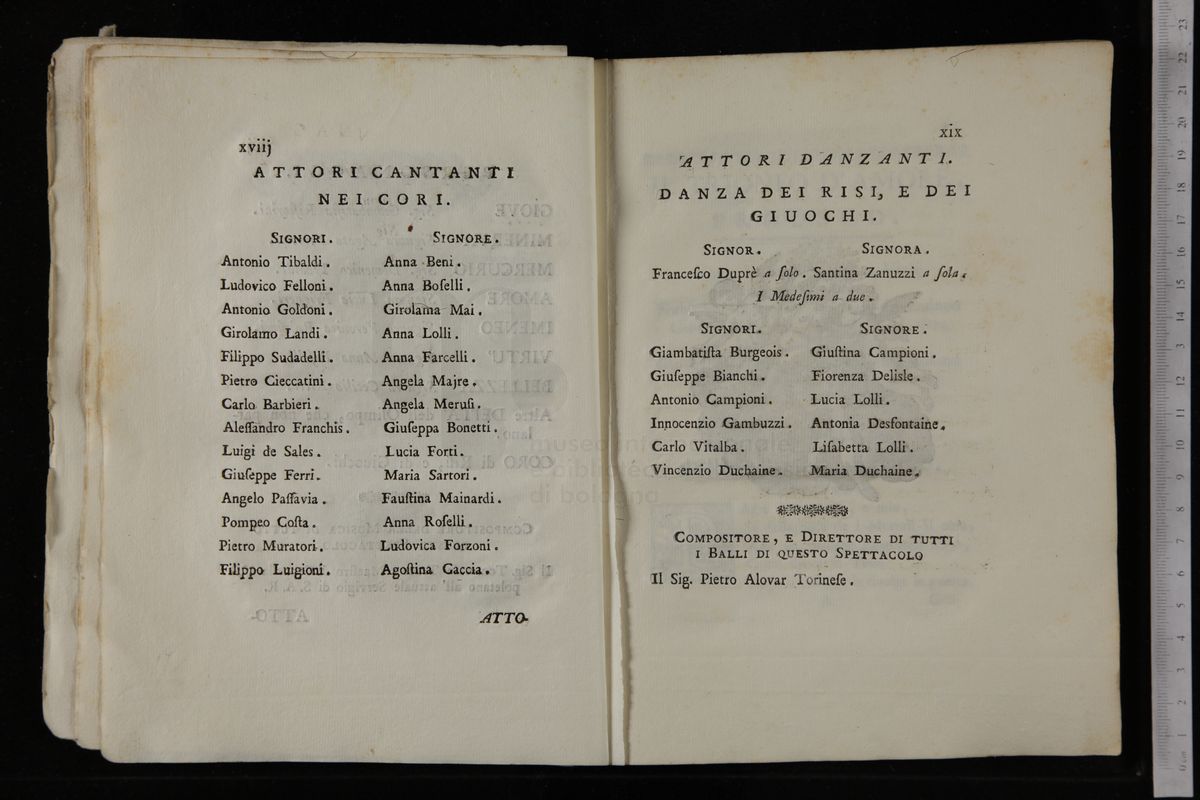 xviij
ATTORI CANTANTI
NEI CORI.
SIGNORI. SIGNORE.
Antonio Tibaldi. Anna Beni.
Ludovico Felloni. Anna Boſelli.
Antonio Goldoni. Girolama Mai.
Girolamo Landi. Anna Lolli.
Filippo Sudadelli. Anna Farcelli.
Pietro Cieccatini. Angela Majre.
Carlo Barbieri. Angela Meruſi.
Aleſſandro Franchis. Giuſeppa Bonetti.
Luigi de Sales. Lucia Forti.
Giuſeppe Ferri. Maria Sartori.
Angelo Paſſavia. Fauſtina Mainardi.
Pompeo Coſta. Anna Roſelli.
Pietro Muratori. Ludovica Forzoni.
Filippo Luigioni. Agoſtina Gaccia.
ATTO-
xix
ATTORI DANZANTI.
DANZA DEI RISI, E DEI
GIUOCHI.
SIGNOR. SIGNORA.
Franceſco Duprè a ſolo. Santina Zanuzzi a ſola.
I Medeſimi a due.
SIGNORI. SIGNORE.
Giambatiſta Burgeois. Giuſtina Campioni.
Giuſeppe Bianchi. Fiorenza Delisle.
Antonio Campioni. Lucia Lolli.
Innocenzio Gambuzzi. Antonia Desfontaine.
Carlo Vitalba. Liſabetta Lolli.
Vincenzio Duchaine. Maria Duchaine.
COMPOSITORE, E DIRETTORE DI TUTTI
I BALLI DI QUESTO SPETTACOLO
Il Sig. Pietro Alovar Torineſe.